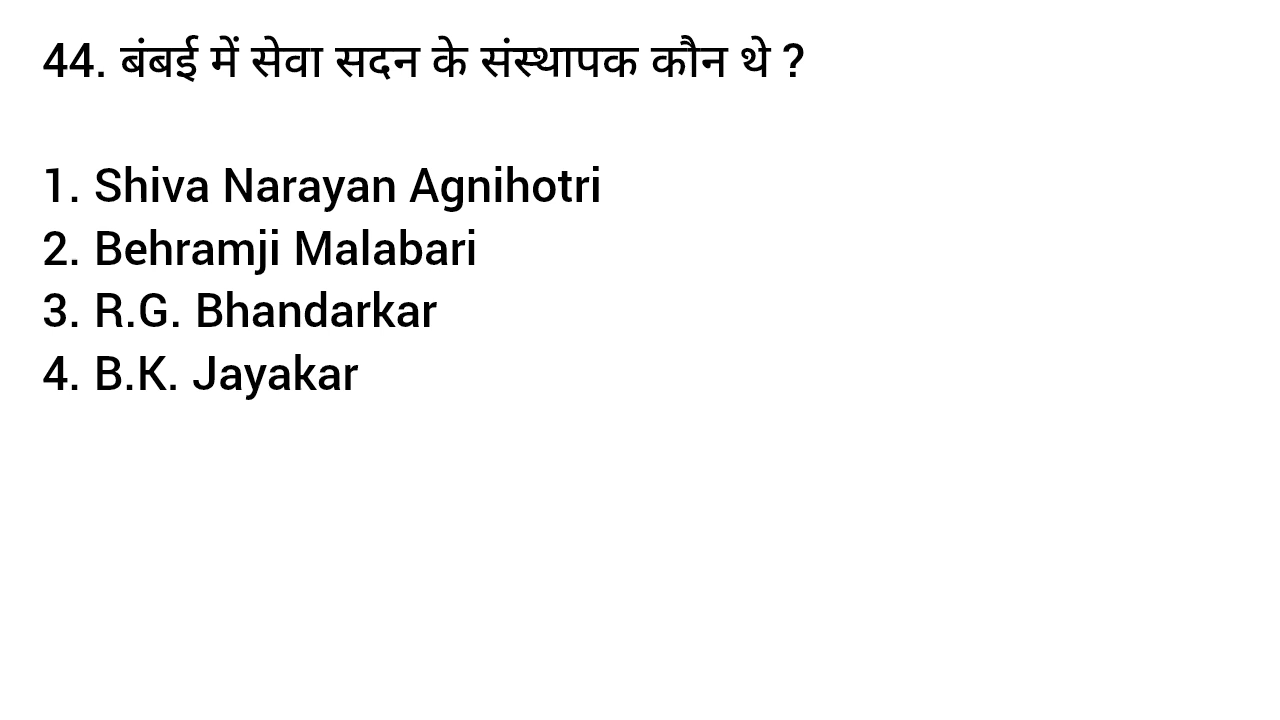 44. बंबई में सेवा सदन के संस्थापक कौन थे ?
1. Shiva Narayan Agnihotri
2. Behramji Malabari
3. R.G. Bhandarkar
4. B.K. Jayakar